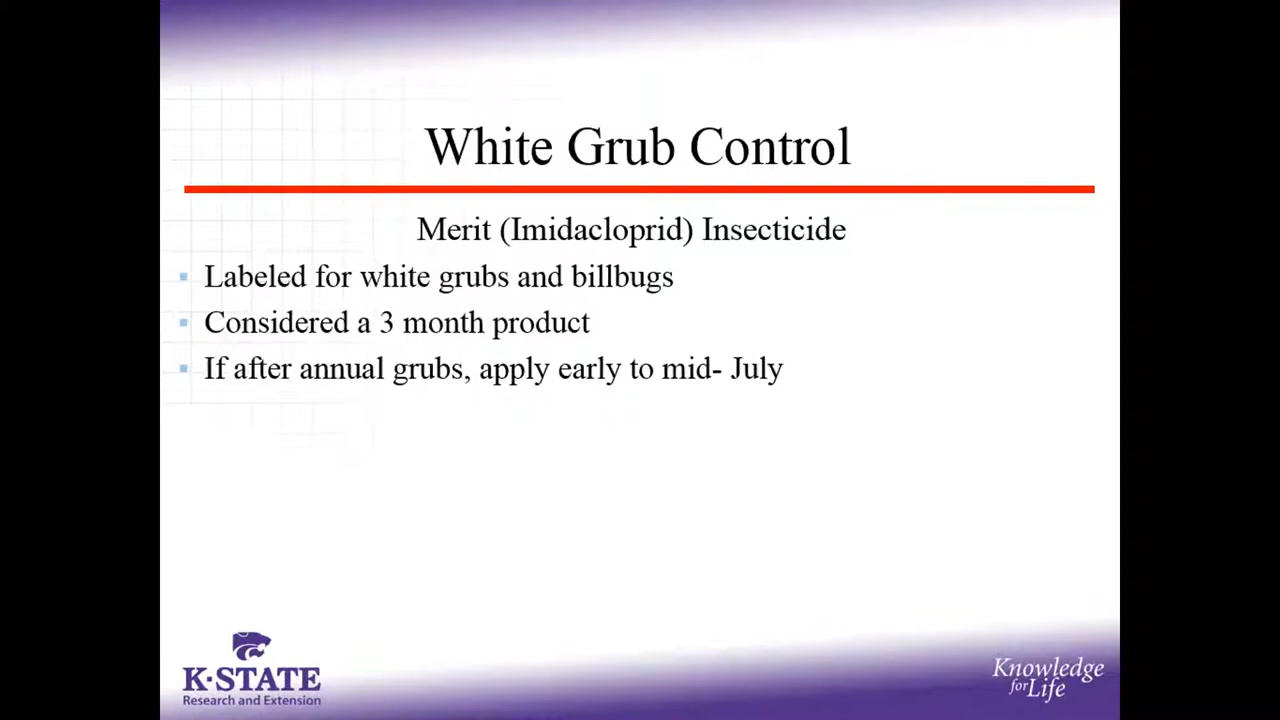 White Grub Control
Merit (Imidacloprid) Insecticide
Labeled for white grubs and billbugs
Considered a 3 month product
If after annual grubs, apply early to mid- July
K·STATE
Research and Extension
Knowledge
for Life